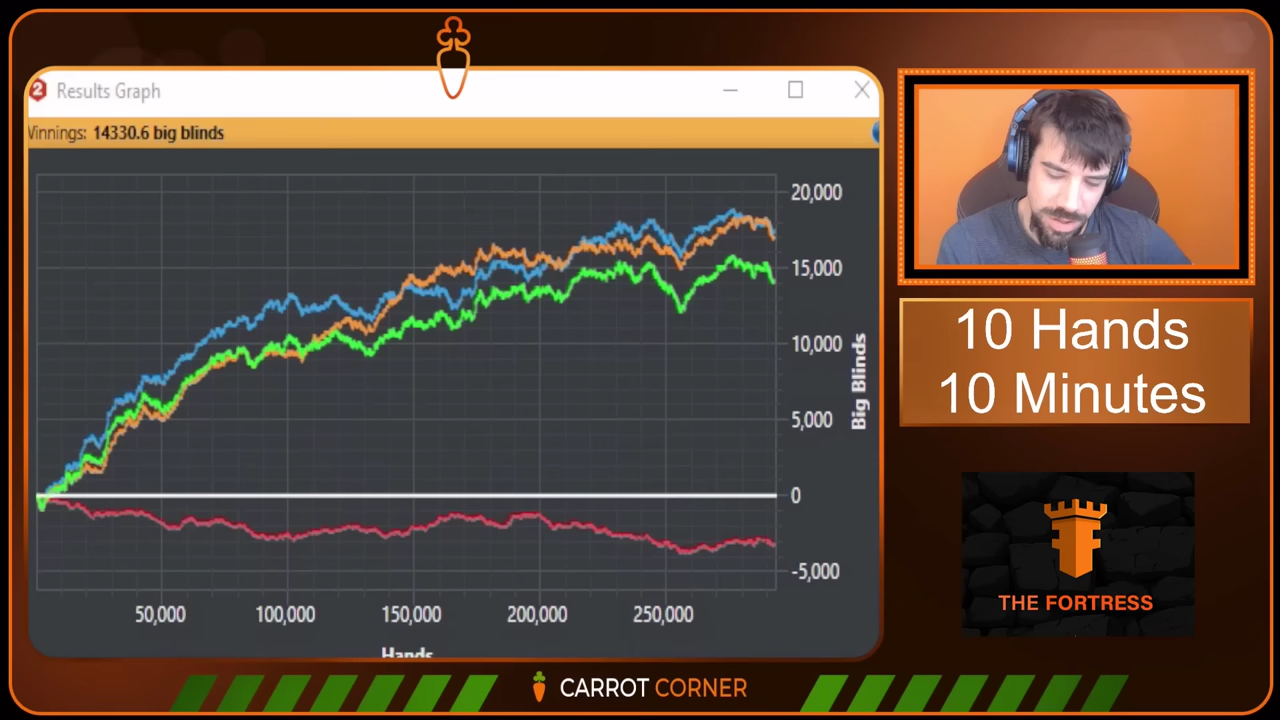 2 Results Graph
Vinnings: 14330.6 big blinds
20,000
15,000
10,000
5,000
0
-5,000
Big Blinds
50,000 100,000 150,000 200,000 250,000
Hands
10 Hands
10 Minutes
THE FORTRESS
CARROT CORNER